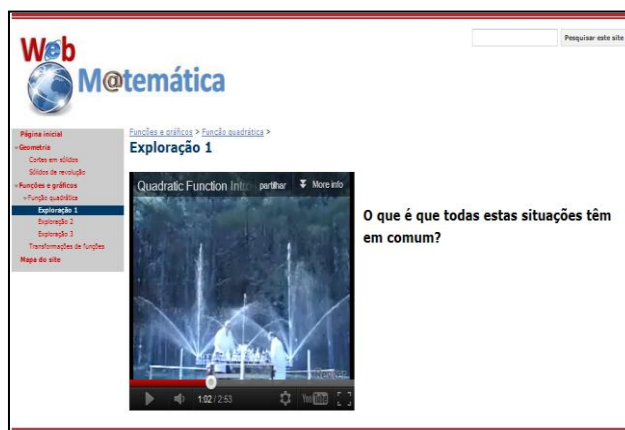 Web
M@temática
Pesquisar este site
Página inicial
Geometria
Cortes em sólidos
Sólidos de revolução
Funções e gráficos
Função quadrática
Exploração 1
Exploração 2
Exploração 3
Transformações de funções
Mapa do site
Funções e gráficos > Função quadrática >
Exploração 1
Quadratic Function Intro partilhar More info
1:02 / 2:53 YouTube
O que é que todas estas situações têm
em comum?